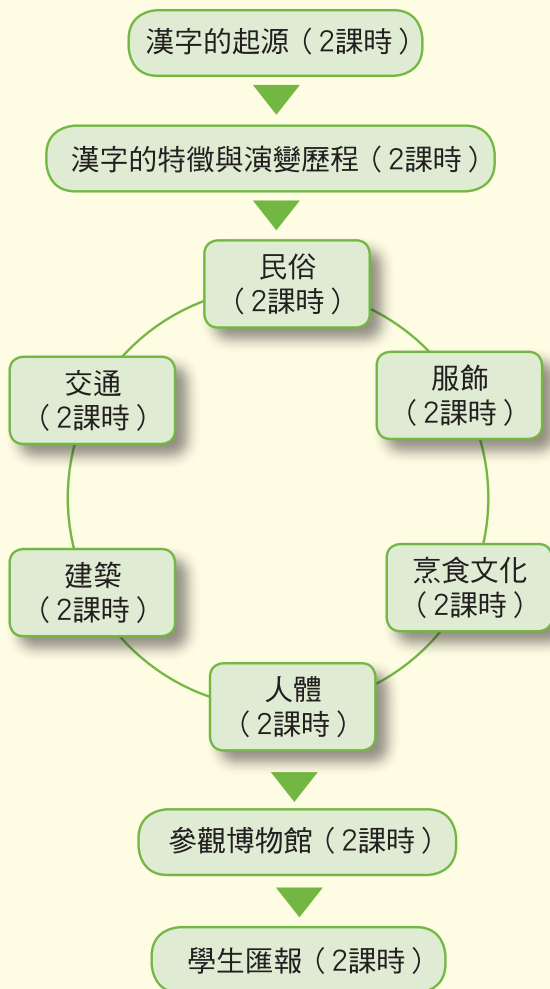 漢字的起源（2課時）
漢字的特徵與演變歷程（2課時）
民俗
（2課時）
服飾
（2課時）
烹食文化
（2課時）
人體
（2課時）
建築
（2課時）
交通
（2課時）
參觀博物館（2課時）
學生匯報（2課時）